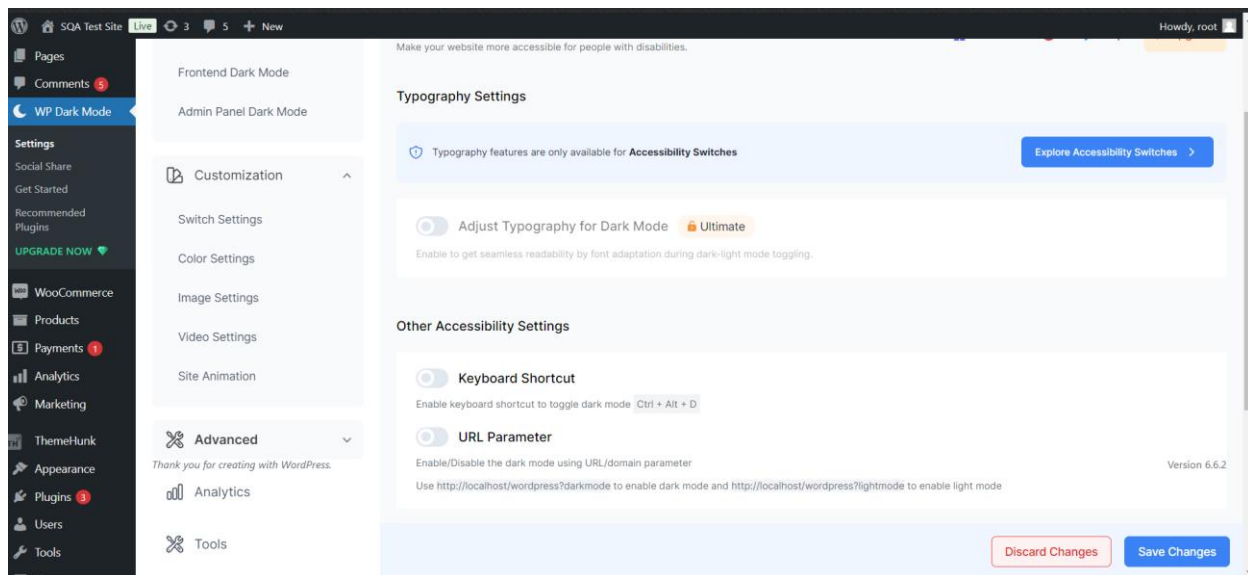 SQA Test Site Live 3 5 + New
Howdy, root
Pages
Comments 5
WP Dark Mode
Settings
Social Share
Get Started
Recommended
Plugins
UPGRADE NOW
WooCommerce
Products
Payments 1
Analytics
Marketing
ThemeHunk
Appearance
Plugins 3
Users
Tools
Frontend Dark Mode
Admin Panel Dark Mode
Customization
Switch Settings
Color Settings
Image Settings
Video Settings
Site Animation
Advanced
Thank you for creating with WordPress.
Analytics
Tools
Make your website more accessible for people with disabilities.
Typography Settings
Typography features are only available for Accessibility Switches
Explore Accessibility Switches >
Adjust Typography for Dark Mode Ultimate
Enable to get seamless readability by font adaptation during dark-light mode toggling.
Other Accessibility Settings
Keyboard Shortcut
Enable keyboard shortcut to toggle dark mode Ctrl + Alt + D
URL Parameter
Enable/Disable the dark mode using URL/domain parameter
Version 6.6.2
Use http://localhost/wordpress?darkmode to enable dark mode and http://localhost/wordpress?lightmode to enable light mode
Discard Changes
Save Changes